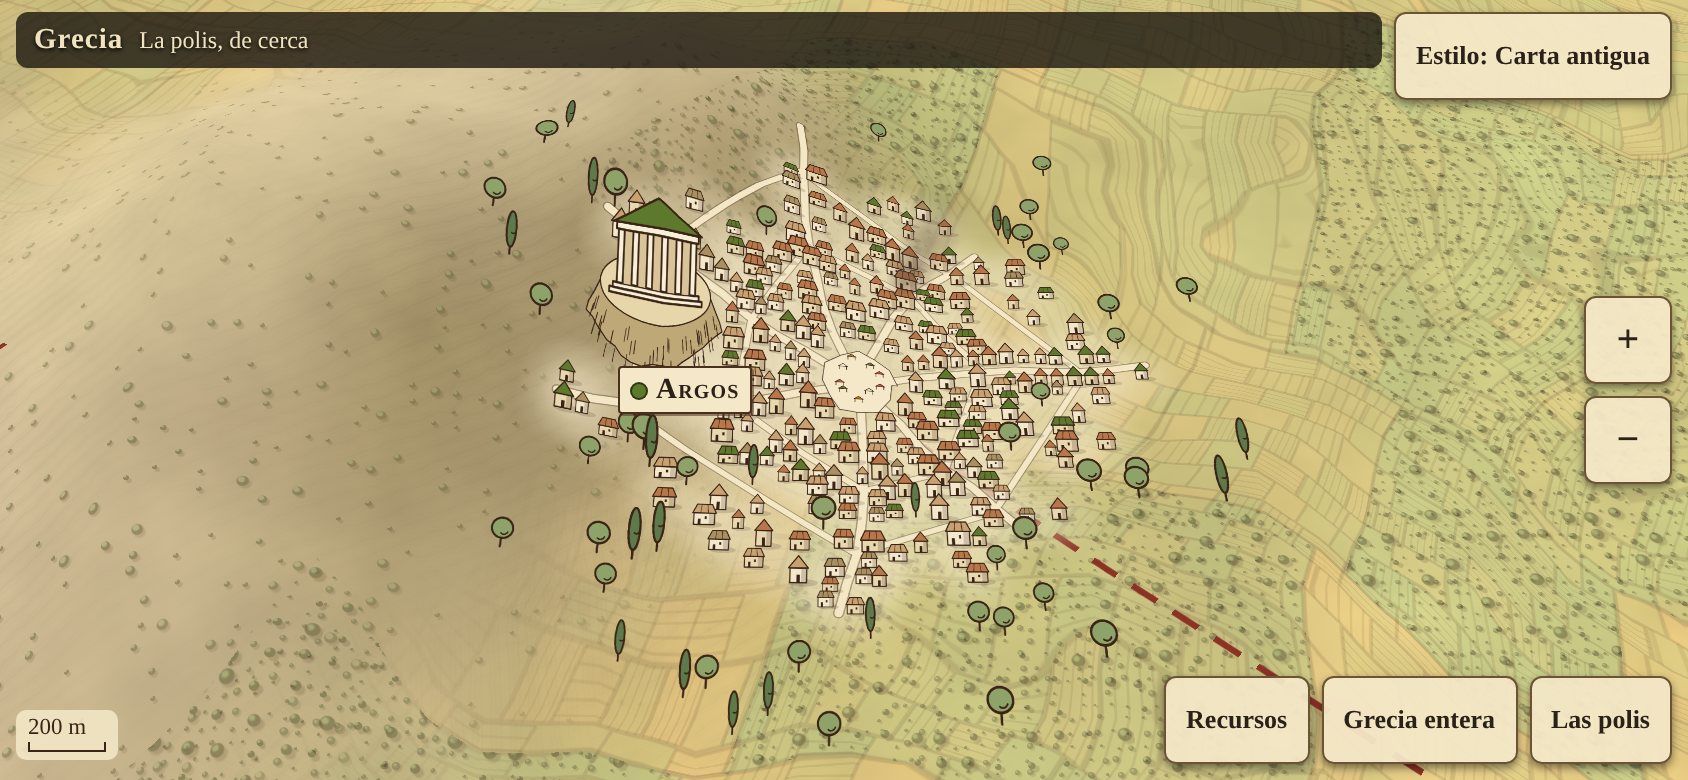 Grecia La polis, de cerca
Estilo: Carta antigua
Argos
+
−
200 m
Recursos
Grecia entera
Las polis